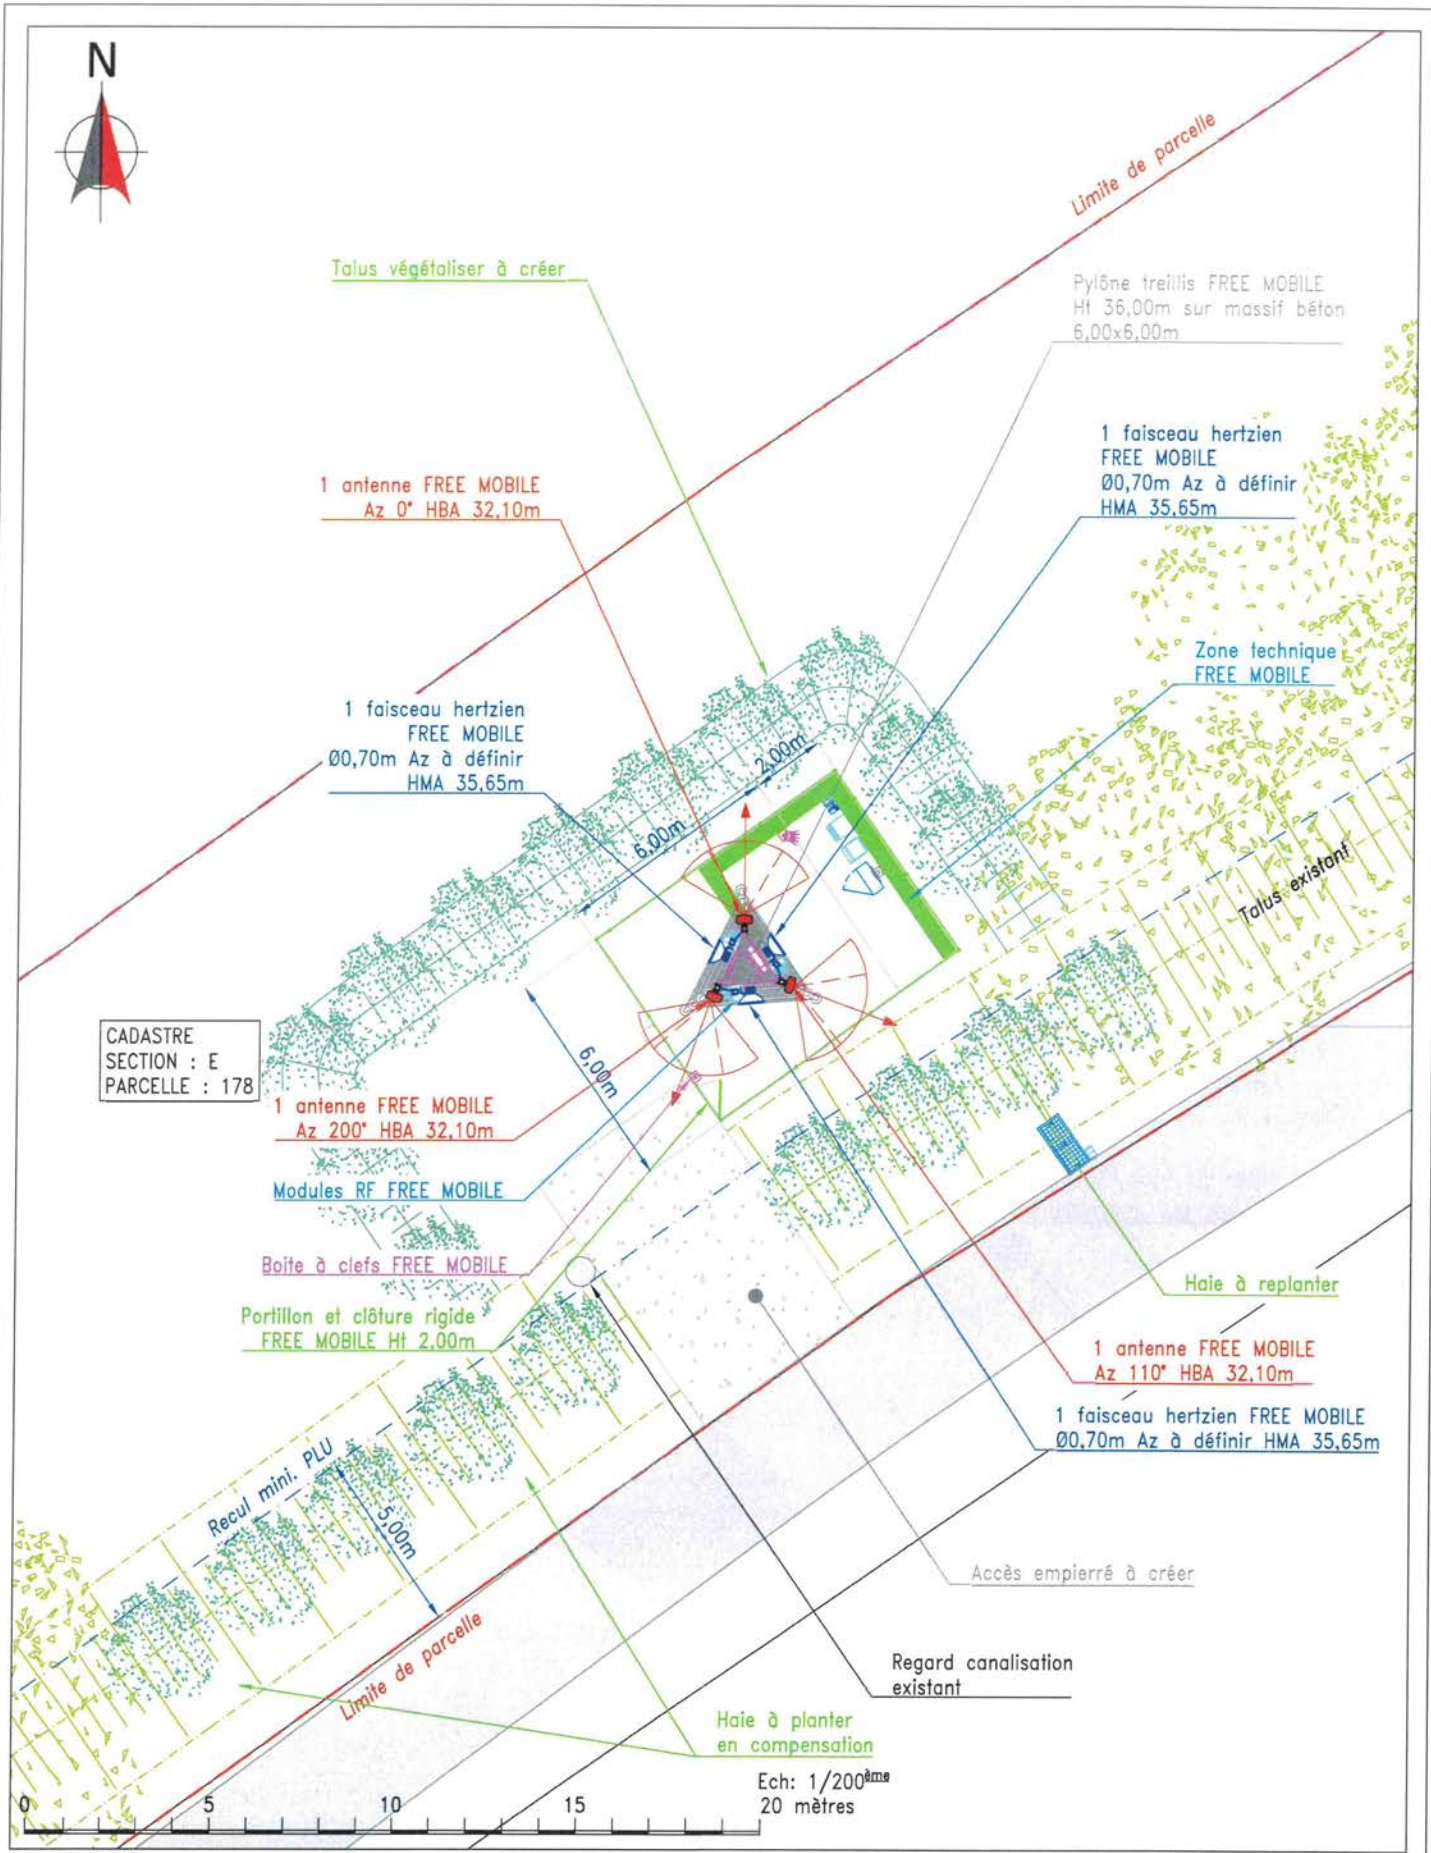 N
Limite de parcelle
Talus végétaliser à créer
Pylône treillis FREE MOBILE
Ht 36,00m sur massif béton
6,00x6,00m
1 faisceau hertzien
FREE MOBILE
Ø0,70m Az à définir
HMA 35,65m
1 antenne FREE MOBILE
Az 0° HBA 32,10m
Zone technique
FREE MOBILE
1 faisceau hertzien
FREE MOBILE
Ø0,70m Az à définir
HMA 35,65m
2,00m
6,00m
Talus existant
CADASTRE
SECTION : E
PARCELLE : 178
6,00m
1 antenne FREE MOBILE
Az 200° HBA 32,10m
Modules RF FREE MOBILE
Boite à clefs FREE MOBILE
Haie à replanter
Portillon et clôture rigide
FREE MOBILE Ht 2,00m
1 antenne FREE MOBILE
Az 110° HBA 32,10m
1 faisceau hertzien FREE MOBILE
Ø0,70m Az à définir HMA 35,65m
Recul mini. PLU
5,00m
Accès empierré à créer
Limite de parcelle
Regard canalisation
existant
Haie à planter
en compensation
Ech: 1/200ème
0 5 10 15 20 mètres